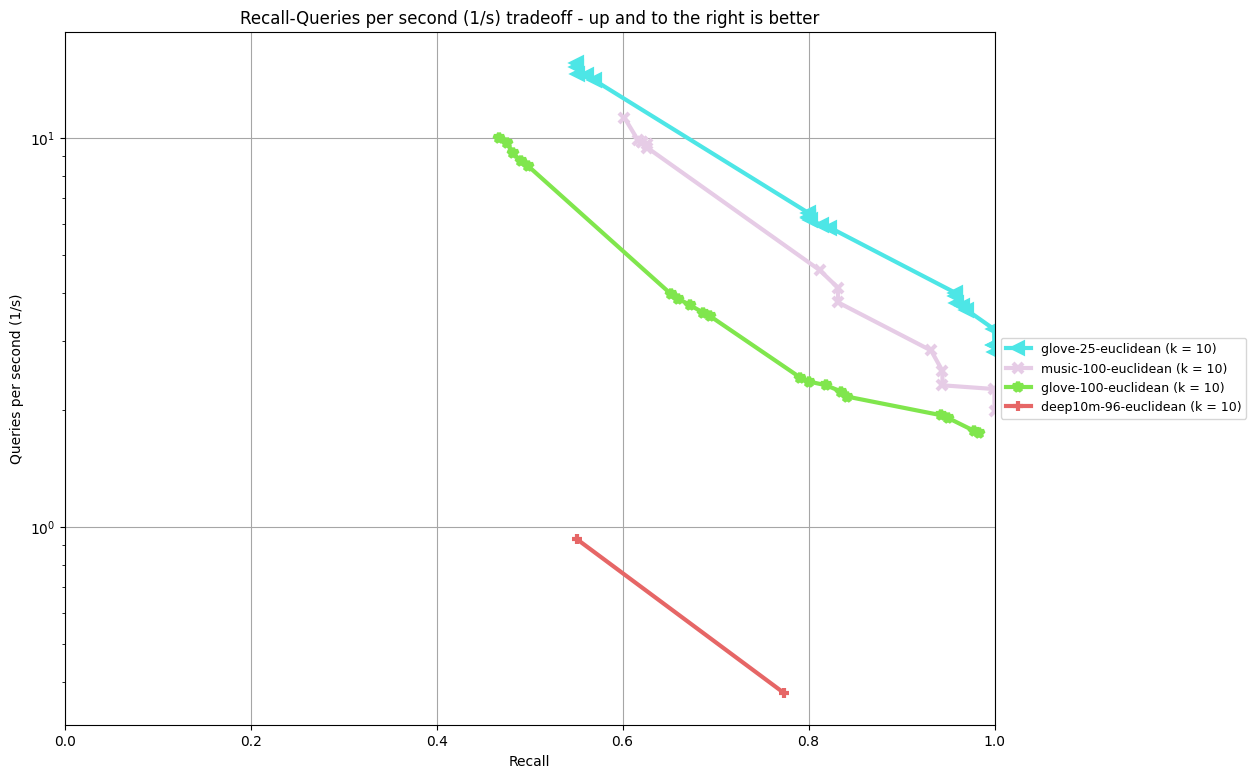 Recall-Queries per second (1/s) tradeoff - up and to the right is better
Queries per second (1/s)
10¹
10⁰
0.0 0.2 0.4 0.6 0.8 1.0
Recall
glove-25-euclidean (k = 10)
music-100-euclidean (k = 10)
glove-100-euclidean (k = 10)
deep10m-96-euclidean (k = 10)